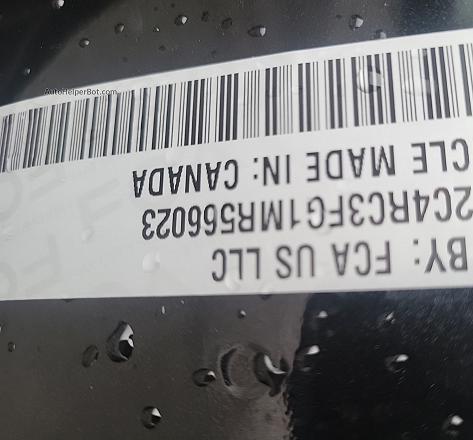 AutoHelperBot.com
BY: FCA US LLC
2C4RC3FG1MR566023
CLE MADE IN: CANADA